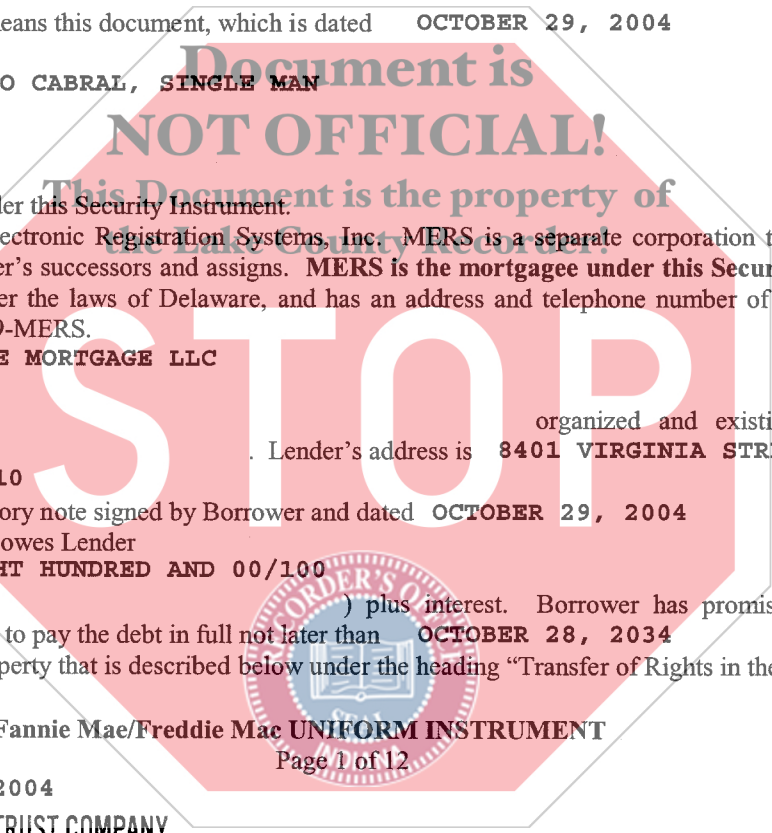 eans this document, which is dated OCTOBER 29, 2004
Document is
O CABRAL, SINGLE MAN
NOT OFFICIAL!
This Document is the property of
der this Security Instrument.
the Lake County Recorder!
ectronic Registration Systems, Inc. MERS is a separate corporation t
er's successors and assigns. MERS is the mortgagee under this Secur
er the laws of Delaware, and has an address and telephone number of
9-MERS.
E MORTGAGE LLC
STOP
organized and existi
. Lender's address is 8401 VIRGINIA STRE
10
ory note signed by Borrower and dated OCTOBER 29, 2004
owes Lender
HT HUNDRED AND 00/100
RECORDER'S OFFICE
) plus interest. Borrower has promis
to pay the debt in full not later than OCTOBER 28, 2034
perty that is described below under the heading “Transfer of Rights in the
SEAL
Fannie Mae/Freddie Mac UNIFORM INSTRUMENT
INDIANA
Page 1 of 12
2004
TRUST COMPANY